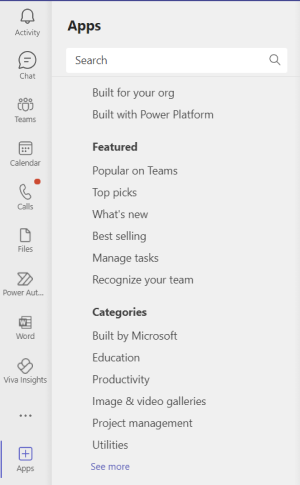 Activity
Chat
Teams
Calendar
Calls
Files
Power Aut...
Word
Viva Insights
Apps
Apps
Search
Built for your org
Built with Power Platform
Featured
Popular on Teams
Top picks
What's new
Best selling
Manage tasks
Recognize your team
Categories
Built by Microsoft
Education
Productivity
Image & video galleries
Project management
Utilities
See more